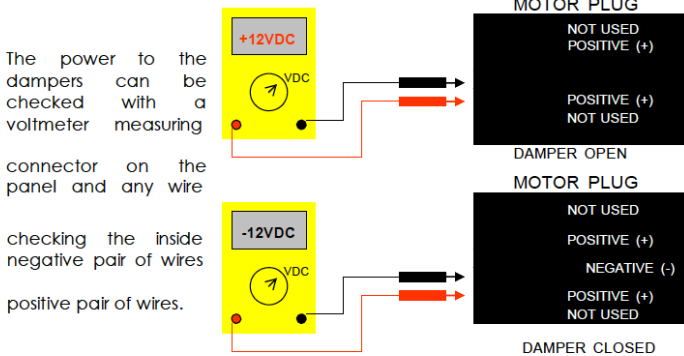 The power to the
dampers can be
checked with a
voltmeter measuring
connector on the
panel and any wire
checking the inside
negative pair of wires
positive pair of wires.
+12VDC
VDC
MOTOR PLUG
NOT USED
POSITIVE (+)
POSITIVE (+)
NOT USED
DAMPER OPEN
-12VDC
VDC
MOTOR PLUG
NOT USED
POSITIVE (+)
NEGATIVE (-)
POSITIVE (+)
NOT USED
DAMPER CLOSED